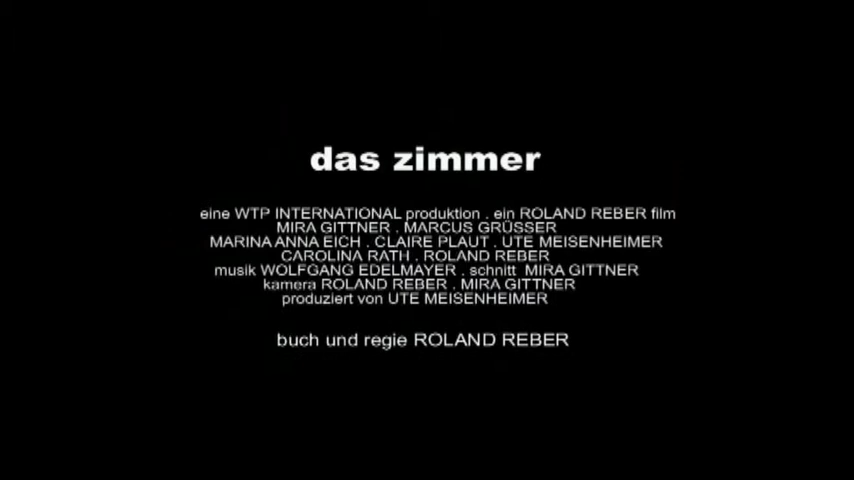 das zimmer
eine WTP INTERNATIONAL produktion . ein ROLAND REBER film
MIRA GITTNER . MARCUS GRÜSSER
MARINA ANNA EICH . CLAIRE PLAUT . UTE MEISENHEIMER
CAROLINA RATH . ROLAND REBER
musik WOLFGANG EDELMAYER . schnitt MIRA GITTNER
kamera ROLAND REBER . MIRA GITTNER
produziert von UTE MEISENHEIMER
buch und regie ROLAND REBER